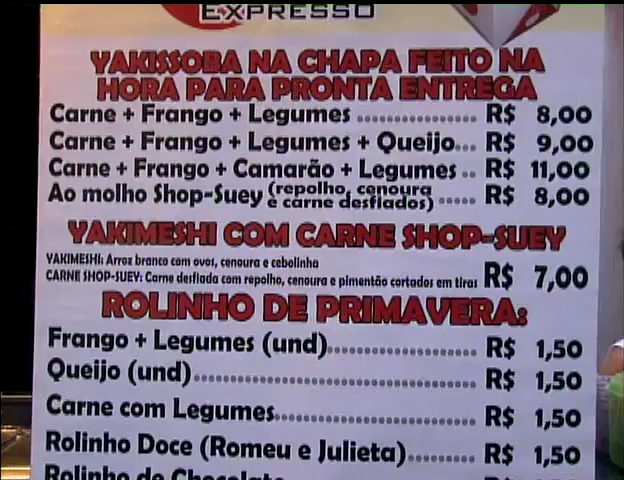 EXPRESSO
YAKISSOBA NA CHAPA FEITO NA
HORA PARA PRONTA ENTREGA
Carne + Frango + Legumes ................. R$ 8,00
Carne + Frango + Legumes + Queijo... R$ 9,00
Carne + Frango + Camarão + Legumes .. R$ 11,00
Ao molho Shop-Suey (repolho, cenoura e carne desfiados) ..... R$ 8,00
YAKIMESHI COM CARNE SHOP-SUEY
YAKIMESHI: Arroz branco com ovos, cenoura e cebolinha
CARNE SHOP-SUEY: Carne desfiada com repolho, cenoura e pimentão cortados em tiras R$ 7,00
ROLINHO DE PRIMAVERA:
Frango + Legumes (und)..................... R$ 1,50
Queijo (und)........................................ R$ 1,50
Carne com Legumes............................ R$ 1,50
Rolinho Doce (Romeu e Julieta).......... R$ 1,50
Rolinho de Chocolate